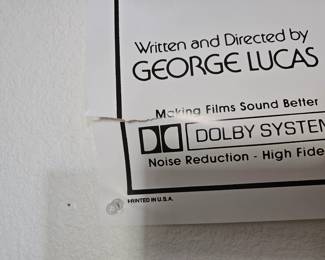 Written and Directed by
GEORGE LUCAS
Making Films Sound Better
DOLBY SYSTEM
Noise Reduction - High Fide
PRINTED IN U.S.A.